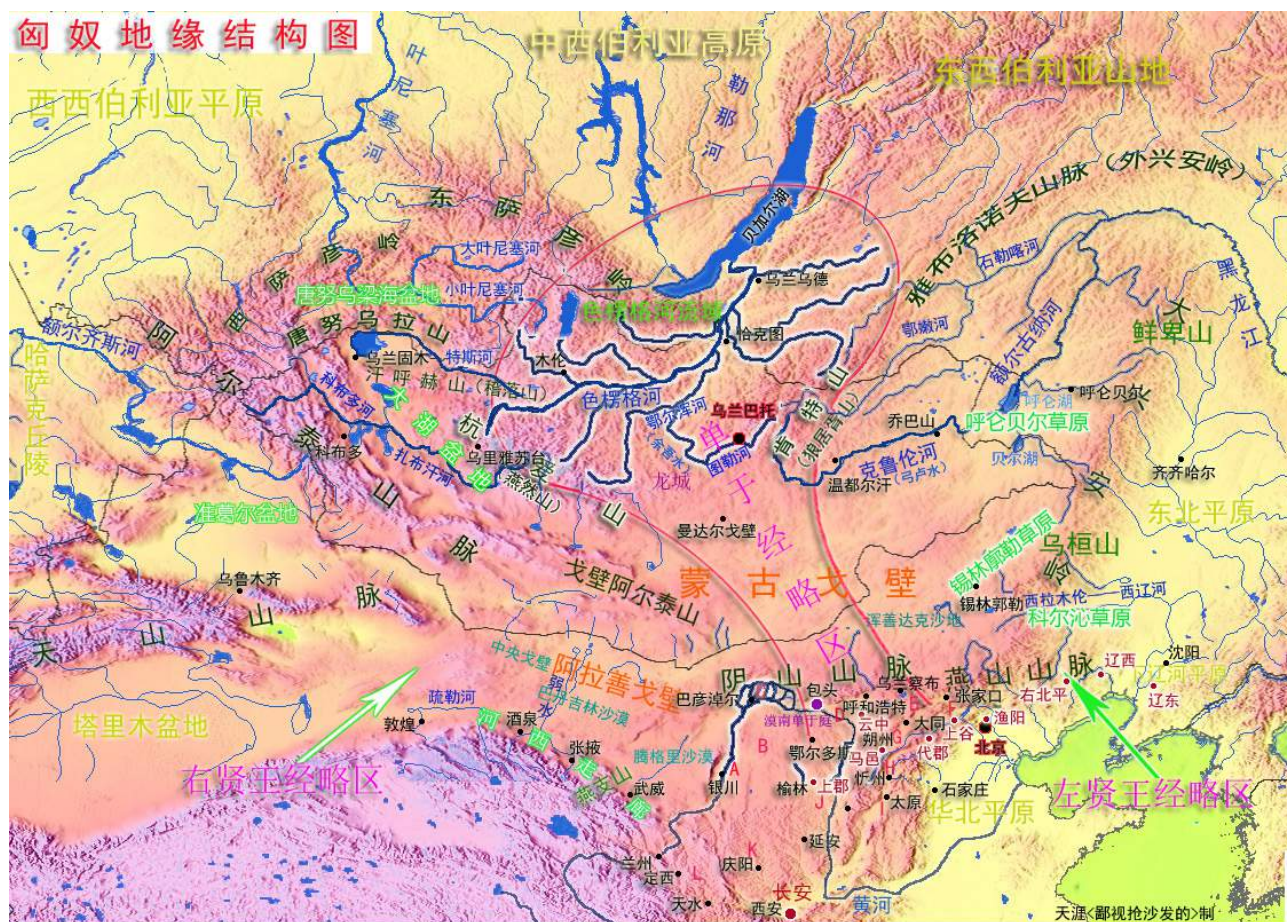 匈奴地缘结构图
中西伯利亚高原
东西伯利亚山地
西西伯利亚平原
叶尼塞河
勒那河
雅布洛诺夫山脉（外兴安岭）
东萨彦岭
西萨彦岭
贝加尔湖
大叶尼塞河
小叶尼塞河
唐努乌梁海盆地
唐努乌拉山
色楞格河流域
乌兰乌德
恰克图
石勒喀河
鄂嫩河
额尔古纳河
黑龙江
大兴安岭
鲜卑山
额尔齐斯河
哈萨克丘陵
阿尔泰山脉
乌兰固木
特斯河
木伦
汗呼赫山（稽落山）
科布多河
科布多
大湖盆地
扎布汗河
杭爱山
（燕然山）
乌里雅苏台
色楞格河
鄂尔浑河
（余吾水）
乌兰巴托
图勒河
龙城
肯特山
（狼居胥山）
乔巴山
克鲁伦河
（弓卢水）
温都尔汗
呼伦贝尔
呼伦湖
呼伦贝尔草原
贝尔湖
齐齐哈尔
东北平原
准葛尔盆地
乌鲁木齐
天山山脉
曼达尔戈壁
单于经略区
戈壁阿尔泰山
蒙古戈壁
锡林廓勒草原
锡林郭勒
乌桓山
西拉木伦
西辽河
科尔沁草原
浑善达克沙地
中央戈壁
阿拉善戈壁
巴丹吉林沙漠
弱水
疏勒河
敦煌
酒泉
张掖
河西走廊
武威
腾格里沙漠
塔里木盆地
右贤王经略区
左贤王经略区
阴山山脉
燕山山脉
巴彦淖尔
包头
漠南单于庭
呼和浩特
乌兰察布
张家口
云中
大同
上谷
渔阳
北京
右北平
辽西
辽东
沈阳
辽河平原
鄂尔多斯
朔州
马邑
代郡
忻州
太原
石家庄
华北平原
银川
榆林
上郡
延安
庆阳
兰州
定西
天水
长安
西安
黄河
A
B
G
J
K
L
天涯<鄙视抢沙发的>制